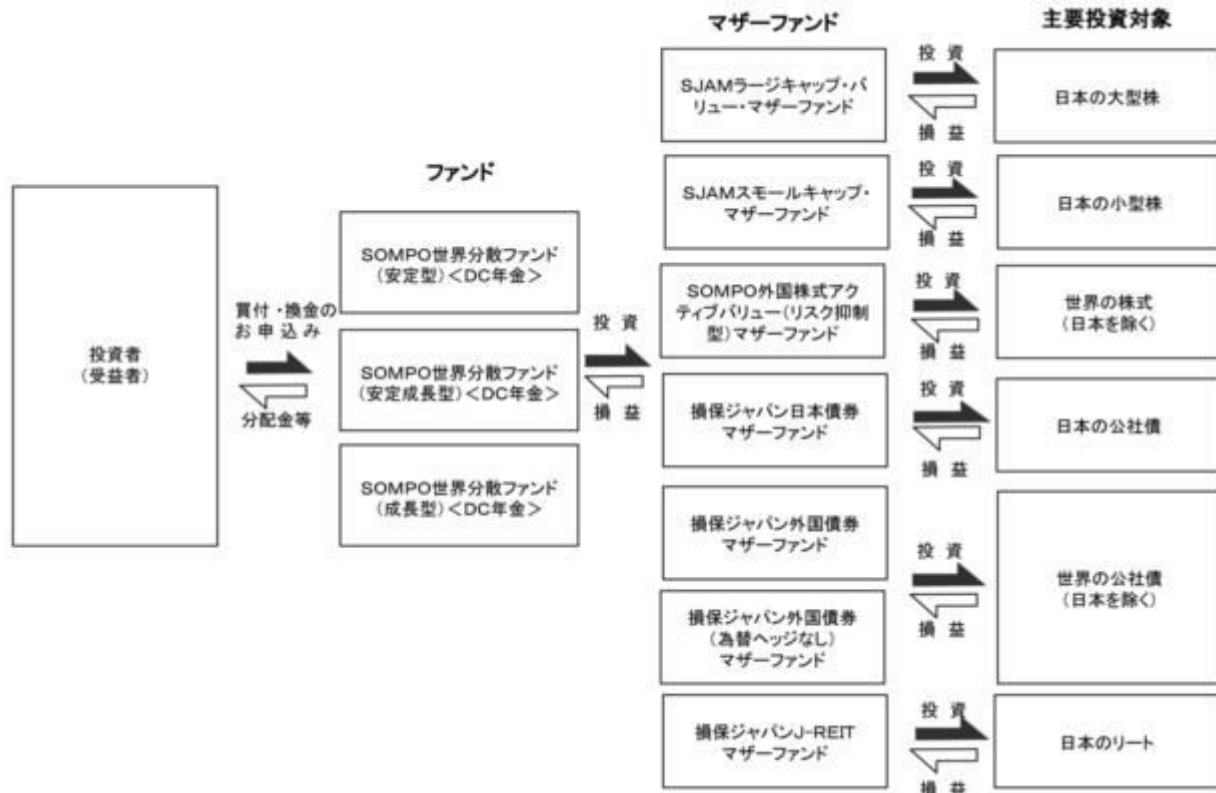 マザーファンド
主要投資対象
SJAMラージキャップ・バ
リュー・マザーファンド
投 資
損 益
日本の大型株
SJAMスモールキャップ・
マザーファンド
投 資
損 益
日本の小型株
ファンド
投資者
(受益者)
買付・換金の
お 申 込 み
分配金等
SOMPO世界分散ファンド
(安定型)<DC年金>
SOMPO世界分散ファンド
(安定成長型)<DC年金>
SOMPO世界分散ファンド
(成長型)<DC年金>
投 資
損 益
SOMPO外国株式アク
ティブバリュー(リスク抑制
型)マザーファンド
投 資
損 益
世界の株式
(日本を除く)
損保ジャパン日本債券
マザーファンド
投 資
損 益
日本の公社債
損保ジャパン外国債券
マザーファンド
損保ジャパン外国債券
(為替ヘッジなし)
マザーファンド
投 資
損 益
世界の公社債
(日本を除く)
損保ジャパンJ-REIT
マザーファンド
投 資
損 益
日本のリート